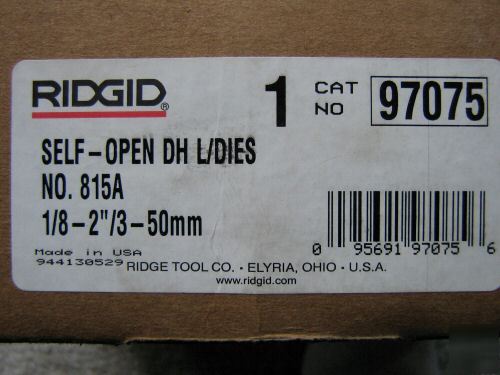 RIDGID®
1
CAT NO
97075
SELF-OPEN DH L/DIES
NO. 815A
1/8-2"/3-50mm
0 95691 97075 6
Made in USA
944130529
RIDGE TOOL CO. · ELYRIA, OHIO · U.S.A.
www.ridgid.com